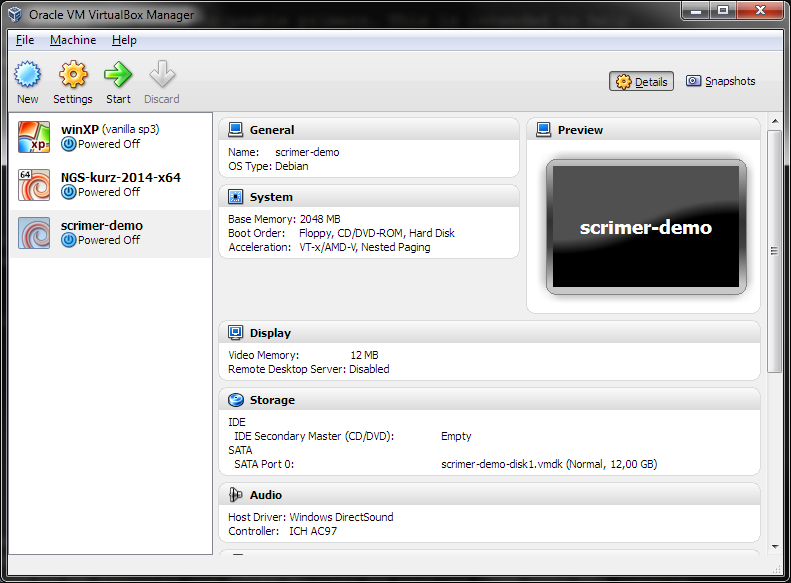 Oracle VM VirtualBox Manager
File Machine Help
New Settings Start Discard
Details Snapshots
winXP (vanilla sp3)
Powered Off
xp
64
NGS-kurz-2014-x64
Powered Off
scrimer-demo
Powered Off
General
Name: scrimer-demo
OS Type: Debian
System
Base Memory: 2048 MB
Boot Order: Floppy, CD/DVD-ROM, Hard Disk
Acceleration: VT-x/AMD-V, Nested Paging
Preview
scrimer-demo
Display
Video Memory: 12 MB
Remote Desktop Server: Disabled
Storage
IDE
IDE Secondary Master (CD/DVD): Empty
SATA
SATA Port 0: scrimer-demo-disk1.vmdk (Normal, 12,00 GB)
Audio
Host Driver: Windows DirectSound
Controller: ICH AC97